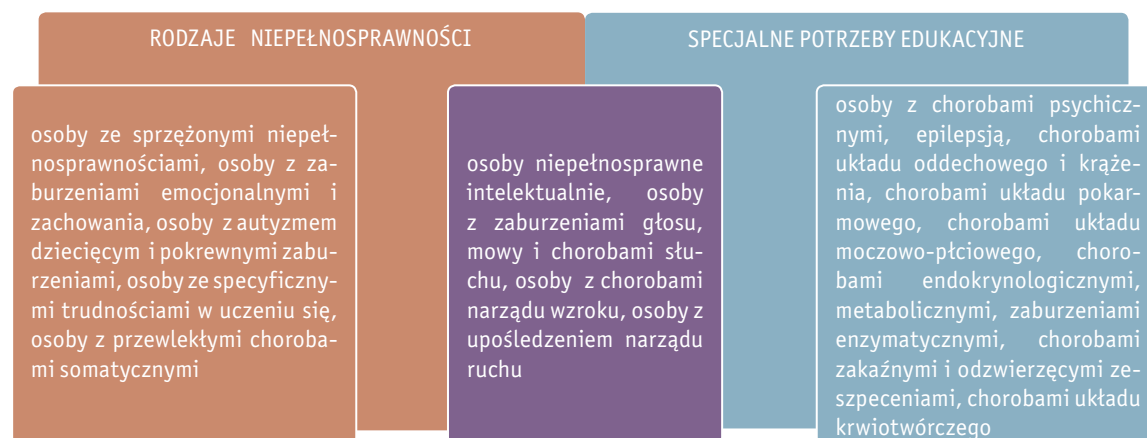 RODZAJE NIEPEŁNOSPRAWNOŚCI
SPECJALNE POTRZEBY EDUKACYJNE
osoby ze sprzężonymi niepeł-
nosprawnościami, osoby z za-
burzeniami emocjonalnymi i
zachowania, osoby z autyzmem
dziecięcym i pokrewnymi zabu-
rzeniami, osoby ze specyficzny-
mi trudnościami w uczeniu się,
osoby z przewlekłymi choroba-
mi somatycznymi
osoby niepełnosprawne
intelektualnie, osoby
z zaburzeniami głosu,
mowy i chorobami słu-
chu, osoby z chorobami
narządu wzroku, osoby z
upośledzeniem narządu
ruchu
osoby z chorobami psychicz-
nymi, epilepsją, chorobami
układu oddechowego i krąże-
nia, chorobami układu pokar-
mowego, chorobami układu
moczowo-płciowego, choro-
bami endokrynologicznymi,
metabolicznymi, zaburzeniami
enzymatycznymi, chorobami
zakaźnymi i odzwierzęcymi ze-
szpeceniami, chorobami układu
krwiotwórczego